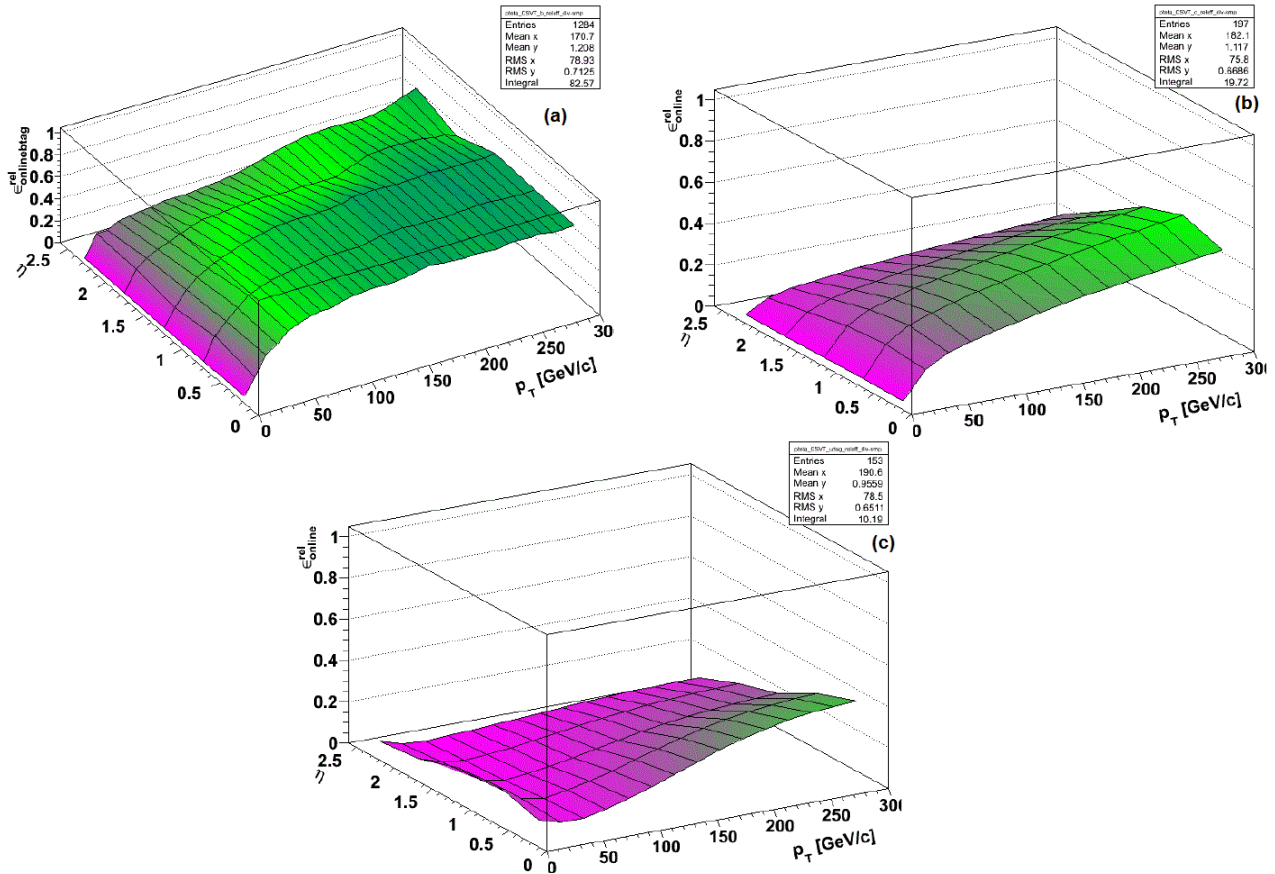 pteta_CSVT_b_releff_div-smp
Entries 1284
Mean x 170.7
Mean y 1.208
RMS x 78.93
RMS y 0.7125
Integral 82.57
(a)
ϵ^rel_onlinebtag
1
0.8
0.6
0.4
0.2
0
2.5
η
2
1.5
1
0.5
0
0
50
100
150
200
250
30
p_T [GeV/c]
pteta_CSVT_c_releff_div-smp
Entries 197
Mean x 182.1
Mean y 1.117
RMS x 75.8
RMS y 0.6686
Integral 19.72
(b)
ϵ^rel_online
1
0.8
0.6
0.4
0.2
0
2.5
η
2
1.5
1
0.5
0
0
50
100
150
200
250
300
p_T [GeV/c]
Entries 153
Mean x 190.6
Mean y 0.9559
RMS x 78.5
RMS y 0.6511
Integral 10.19
(c)
ϵ^rel_online
1
0.8
0.6
0.4
0.2
0
2.5
η
2
1.5
1
0.5
0
0
50
100
150
200
250
300
p_T [GeV/c]